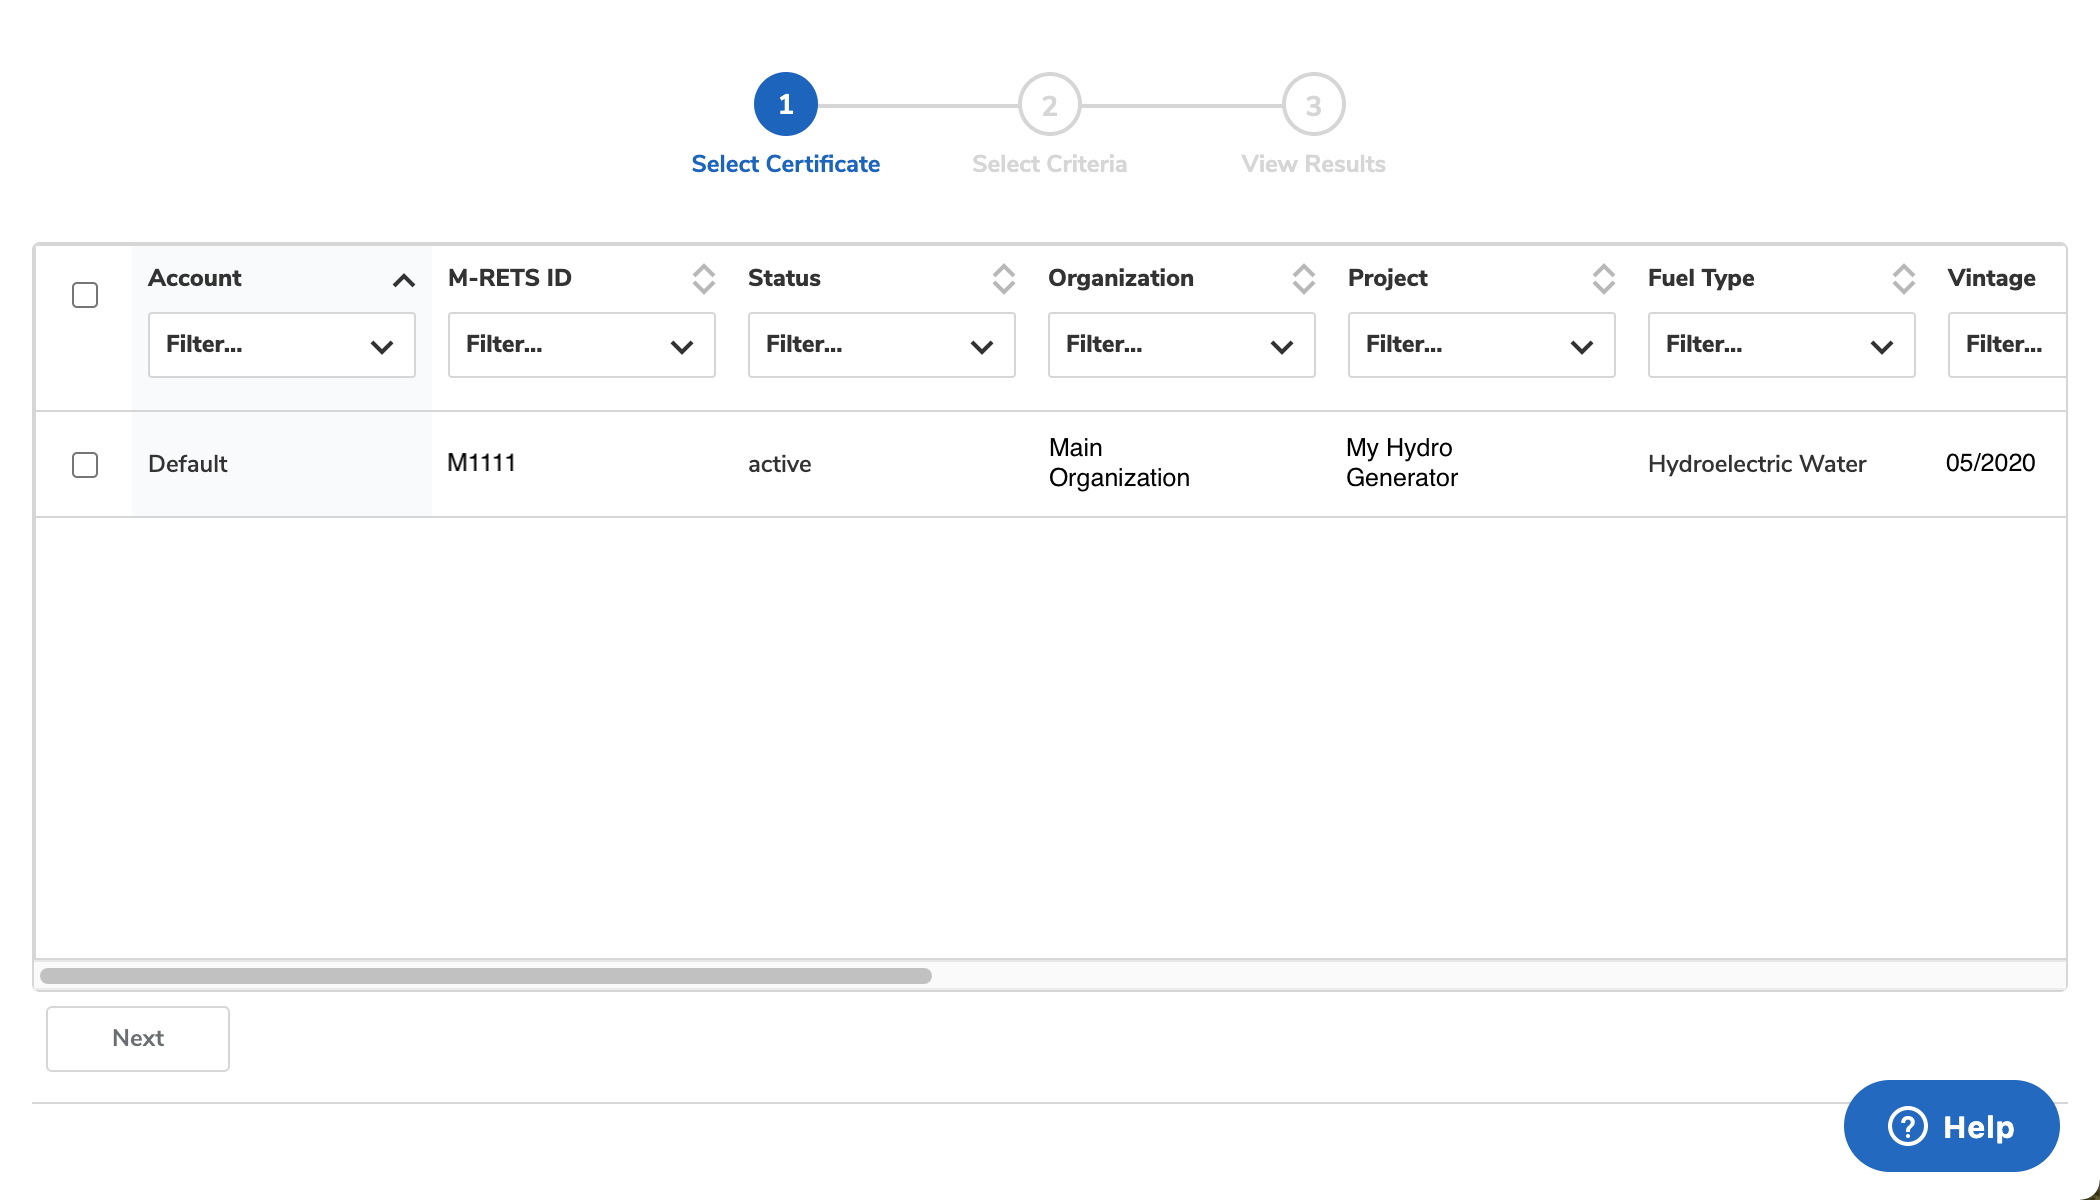 1
2
3
Select Certificate
Select Criteria
View Results
Account
M-RETS ID
Status
Organization
Project
Fuel Type
Vintage
Filter...
Filter...
Filter...
Filter...
Filter...
Filter...
Filter...
Default
M1111
active
Main
Organization
My Hydro
Generator
Hydroelectric Water
05/2020
Next
? Help